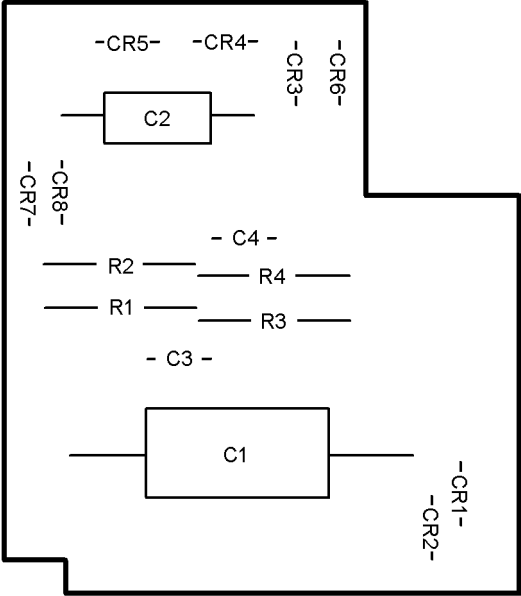 -CR5-
-CR4-
-CR3-
-CR6-
C2
-CR7-
-CR8-
- C4 -
R2
R4
R1
R3
- C3 -
C1
-CR1-
-CR2-